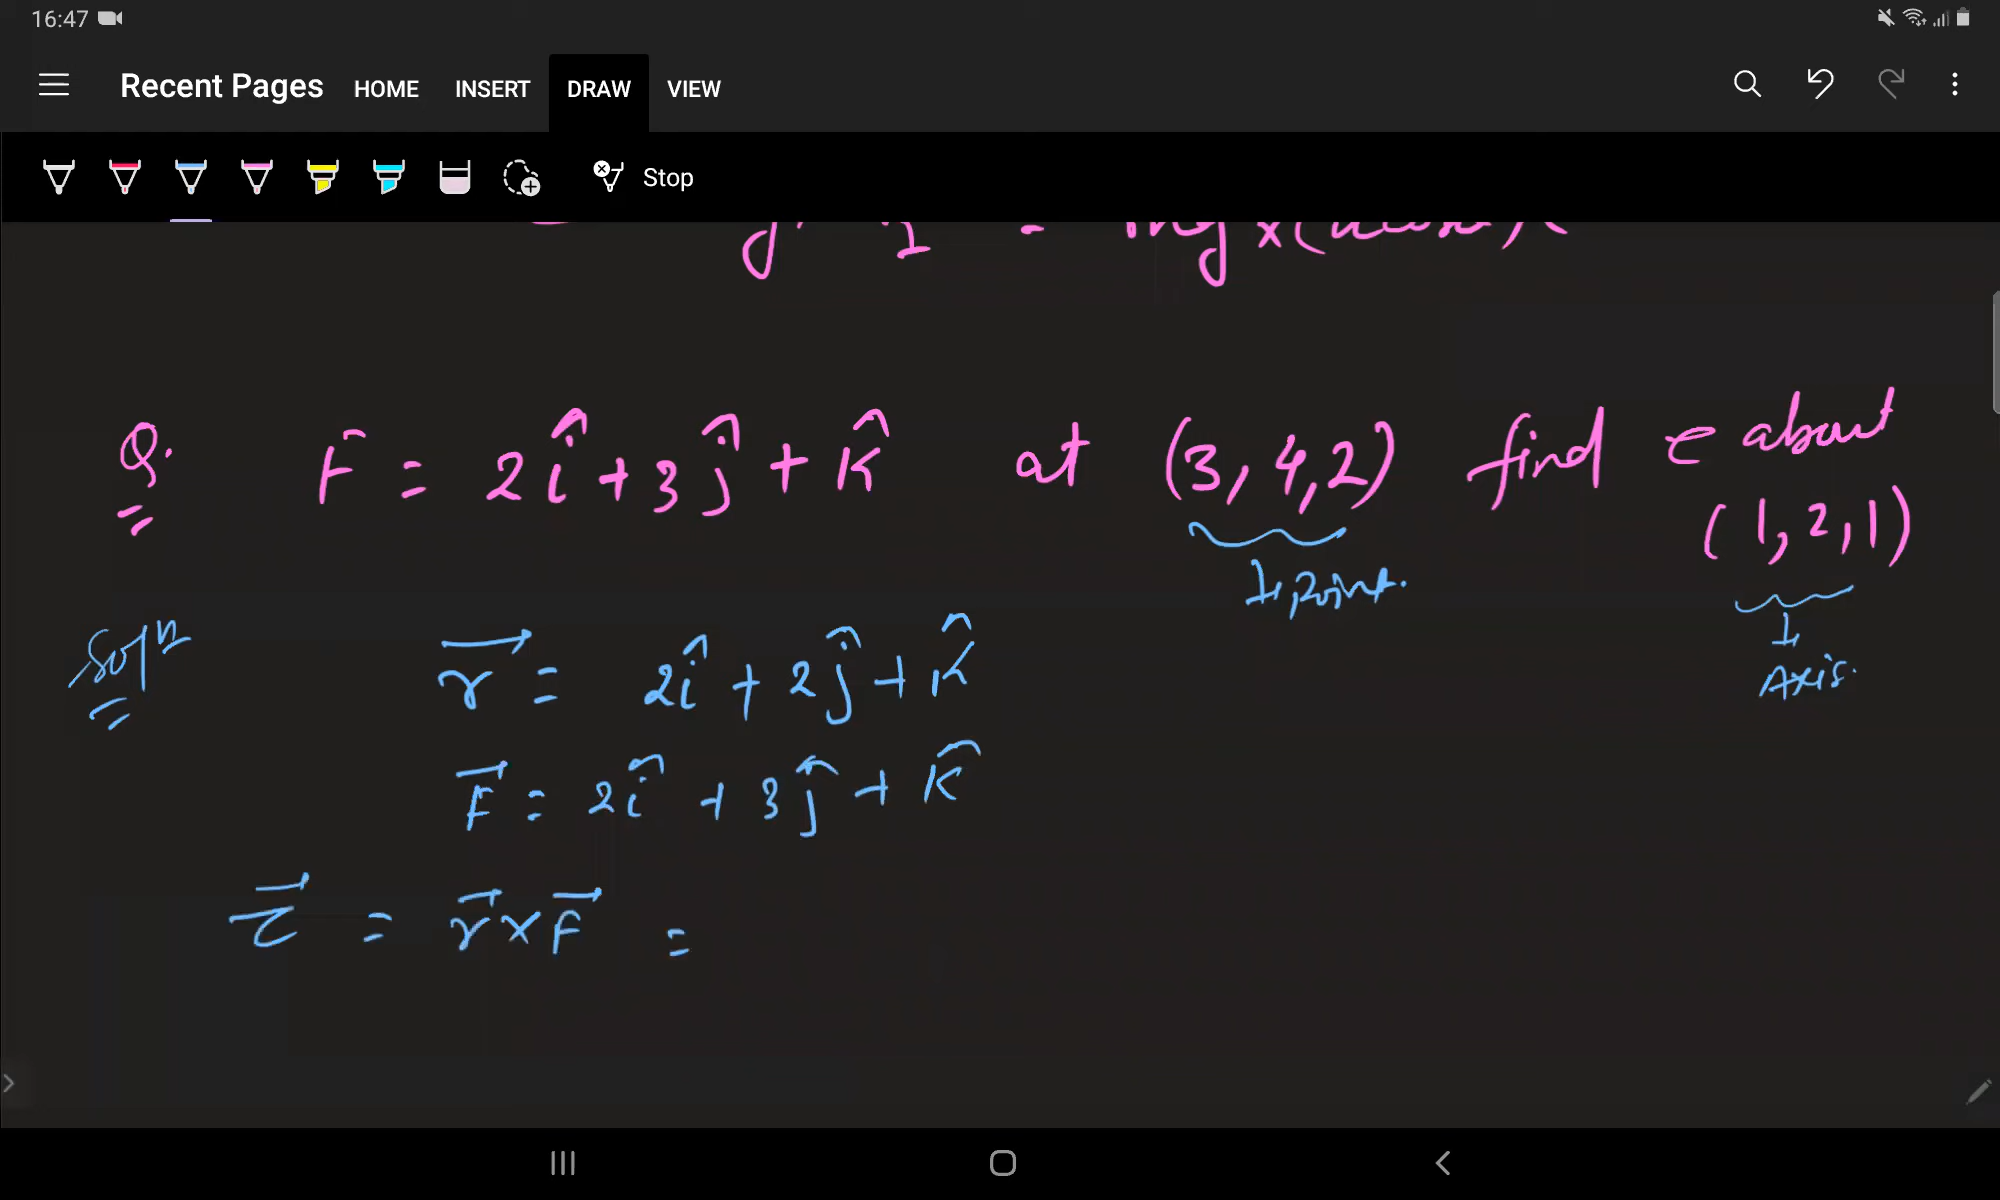 16:47
Recent Pages HOME INSERT DRAW VIEW
Stop
Q. F = 2î + 3ĵ + K̂ at (3, 4, 2) find τ about
(1, 2, 1)
Point.
Axis.
Solⁿ r⃗ = 2î + 2ĵ + K̂
F⃗ = 2î + 3ĵ + K̂
τ⃗ = r⃗ × F⃗ =